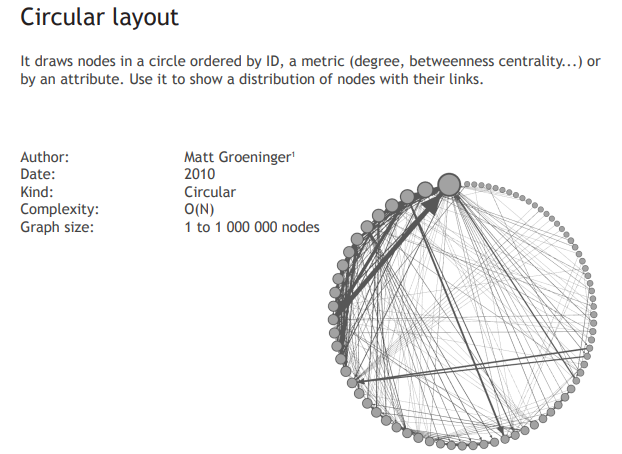 Circular layout
It draws nodes in a circle ordered by ID, a metric (degree, betweenness centrality...) or
by an attribute. Use it to show a distribution of nodes with their links.
Author: Matt Groeninger¹
Date: 2010
Kind: Circular
Complexity: O(N)
Graph size: 1 to 1 000 000 nodes